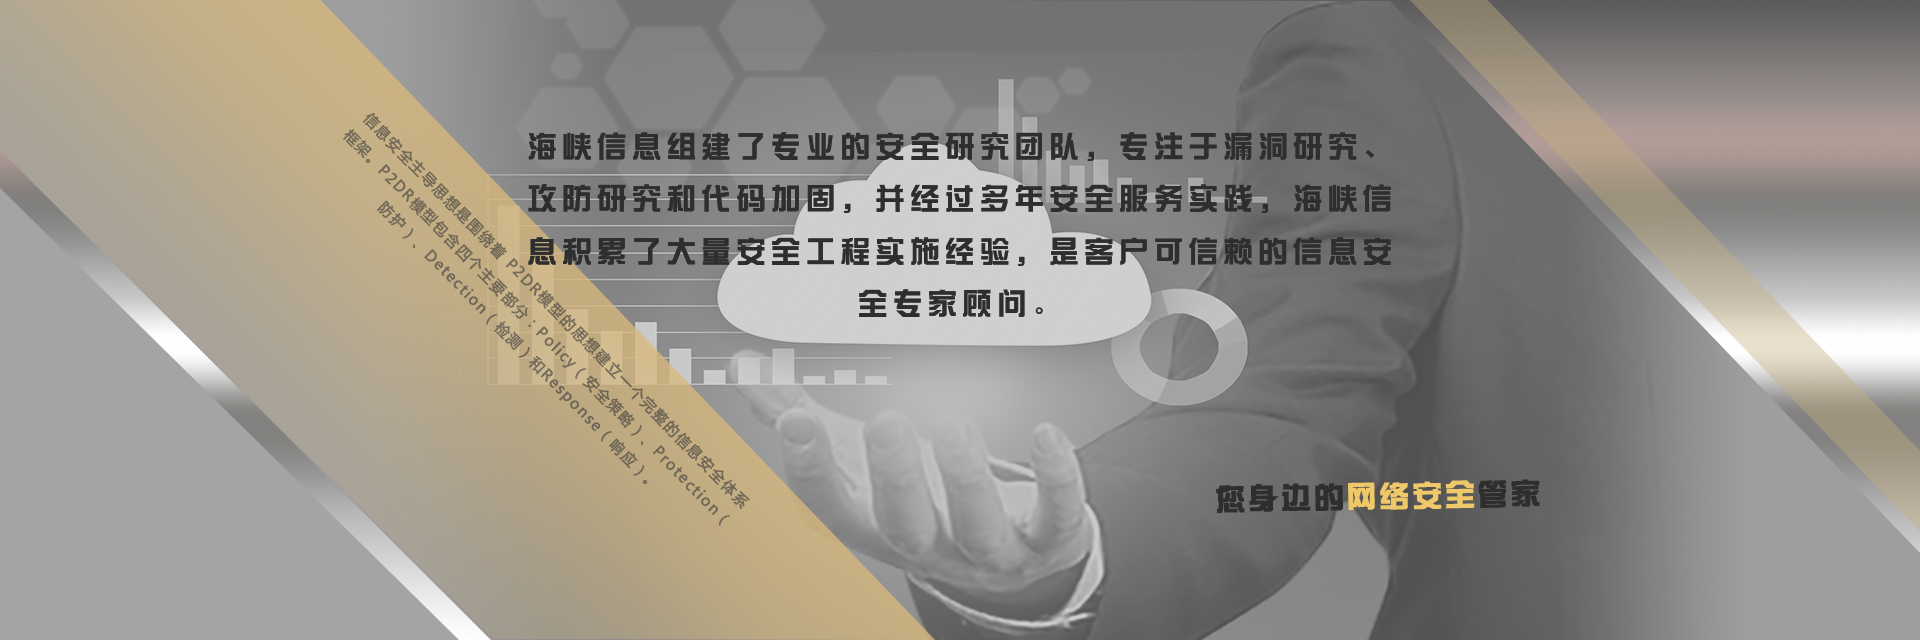 海峡信息组建了专业的安全研究团队，专注于漏洞研究、
攻防研究和代码加固，并经过多年安全服务实践，海峡信
息积累了大量安全工程实施经验，是客户可信赖的信息安
全专家顾问。
信息安全主导思想是围绕着 P2DR模型的思想建立一个完整的信息安全体系
框架。P2DR模型包含四个主要部分：Policy（安全策略）、Protection（
防护）、Detection（检测）和Response（响应）。
您身边的网络安全管家